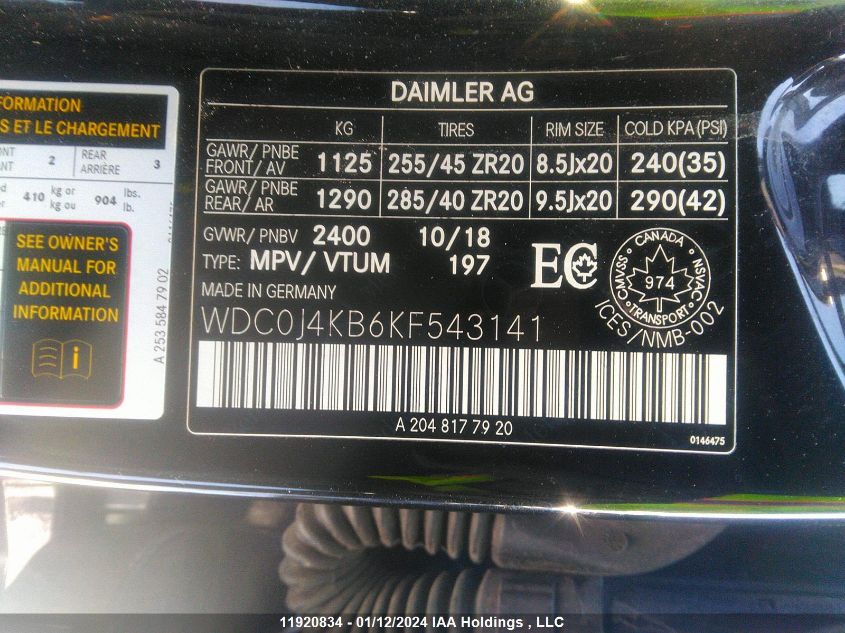 FORMATION
S ET LE CHARGEMENT
2
REAR
ARRIÈRE
3
410 kg or
kg ou
904 lbs.
lb.
SEE OWNER'S
MANUAL FOR
ADDITIONAL
INFORMATION
A 253 584 79 02
DAIMLER AG
KG TIRES RIM SIZE COLD KPA(PSI)
GAWR/ PNBE
FRONT/ AV 1125 255/45 ZR20 8.5Jx20 240(35)
GAWR/ PNBE
REAR/ AR 1290 285/40 ZR20 9.5Jx20 290(42)
GVWR/ PNBV 2400 10/18
TYPE: MPV/ VTUM 197
EC
CANADA
CMVSS 974 NSVAC
TRANSPORT
ICES/NMB-002
MADE IN GERMANY
WDC0J4KB6KF543141
A 204 817 79 20
0146475
11920834 - 01/12/2024 IAA Holdings , LLC